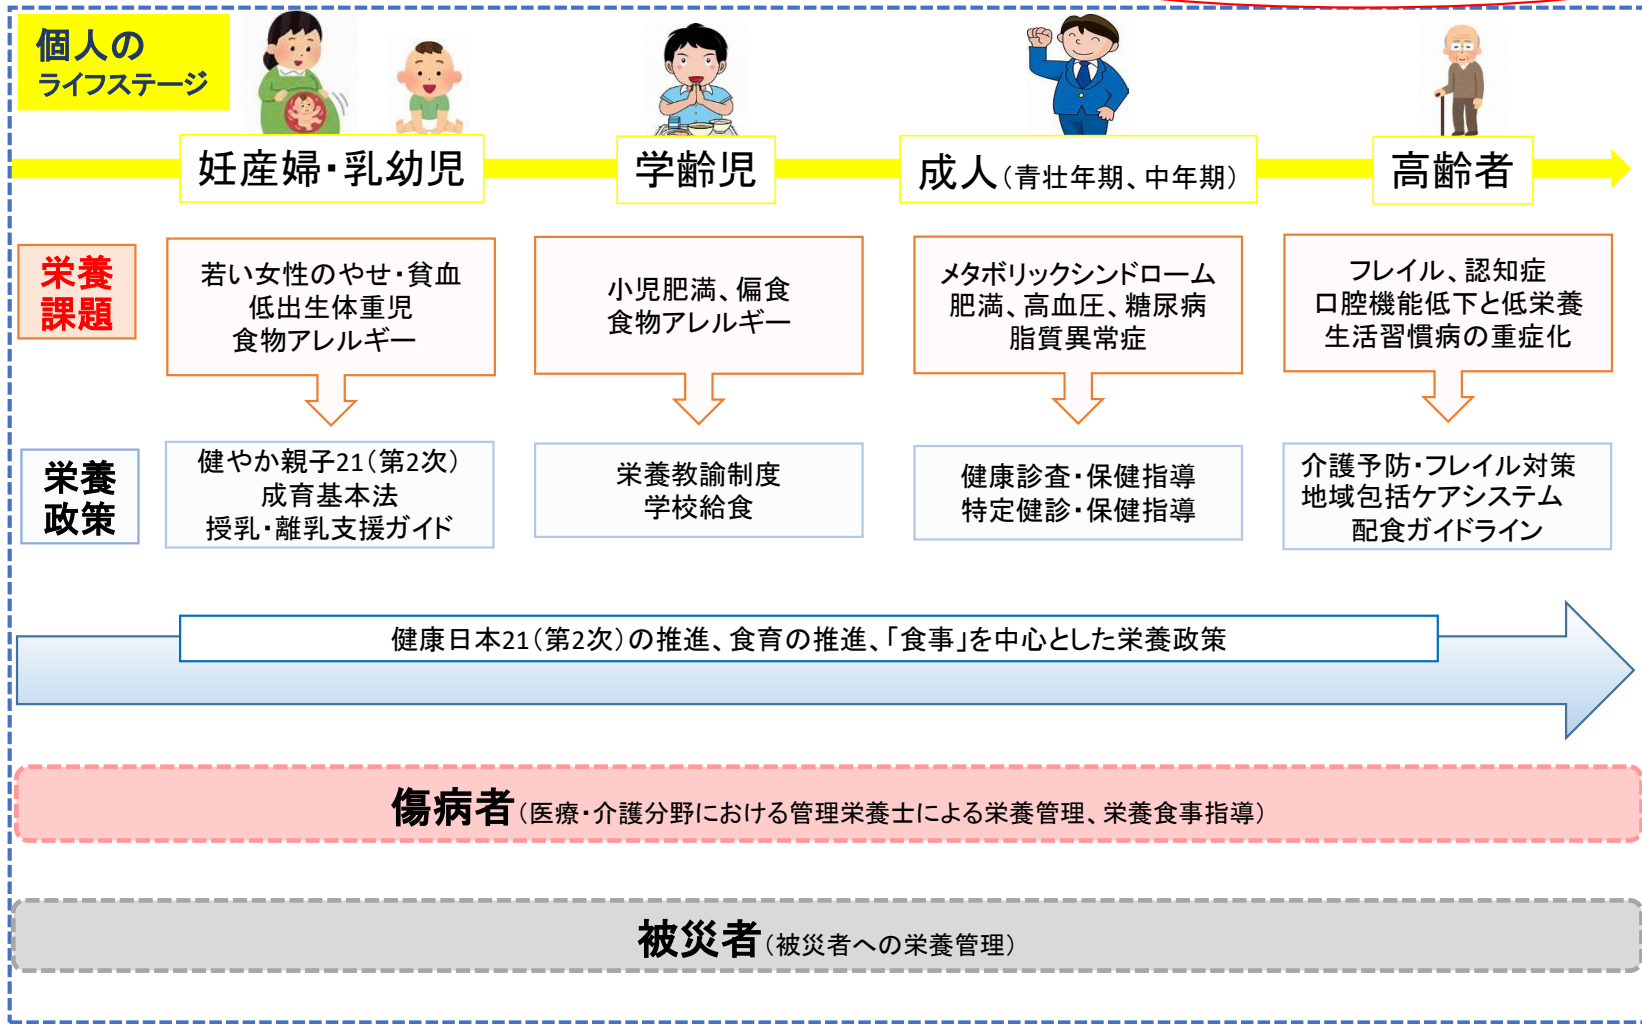 個人の
ライフステージ
妊産婦・乳幼児
学齢児
成人(青壮年期、中年期)
高齢者
栄養
課題
若い女性のやせ・貧血
低出生体重児
食物アレルギー
小児肥満、偏食
食物アレルギー
メタボリックシンドローム
肥満、高血圧、糖尿病
脂質異常症
フレイル、認知症
口腔機能低下と低栄養
生活習慣病の重症化
栄養
政策
健やか親子21(第2次)
成育基本法
授乳・離乳支援ガイド
栄養教諭制度
学校給食
健康診査・保健指導
特定健診・保健指導
介護予防・フレイル対策
地域包括ケアシステム
配食ガイドライン
健康日本21(第2次)の推進、食育の推進、「食事」を中心とした栄養政策
傷病者(医療・介護分野における管理栄養士による栄養管理、栄養食事指導)
被災者(被災者への栄養管理)